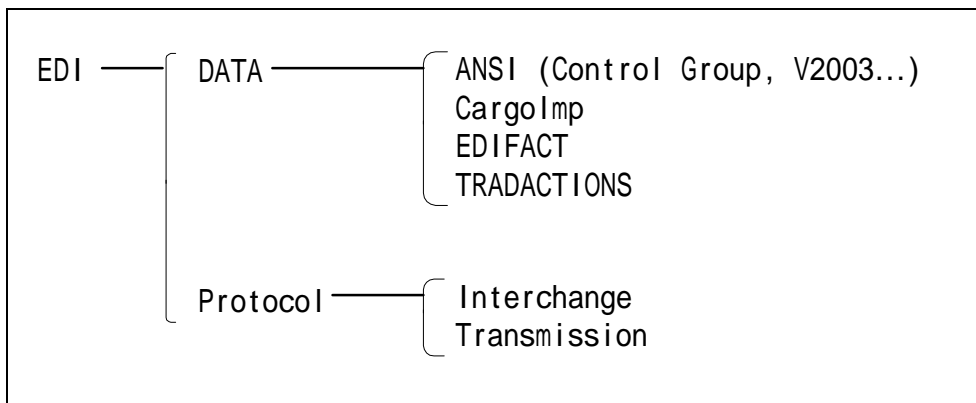 EDI DATA ANSI (Control Group, V2003...)
CargoImp
EDIFACT
TRADACTIONS
Protocol Interchange
Transmission